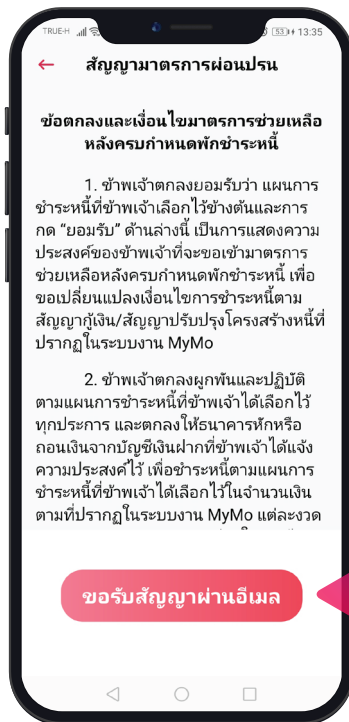 TRUE-H 53 13:35
สัญญามาตรการผ่อนปรน
ข้อตกลงและเงื่อนไขมาตรการช่วยเหลือ
หลังครบกำหนดพักชำระหนี้
1. ข้าพเจ้าตกลงยอมรับว่า แผนการ
ชำระหนี้ที่ข้าพเจ้าเลือกไว้ข้างต้นและการ
กด “ยอมรับ” ด้านล่างนี้ เป็นการแสดงความ
ประสงค์ของข้าพเจ้าที่จะขอเข้ามาตรการ
ช่วยเหลือหลังครบกำหนดพักชำระหนี้ เพื่อ
ขอเปลี่ยนแปลงเงื่อนไขการชำระหนี้ตาม
สัญญากู้เงิน/สัญญาปรับปรุงโครงสร้างหนี้ที่
ปรากฏในระบบงาน MyMo
2. ข้าพเจ้าตกลงผูกพันและปฏิบัติ
ตามแผนการชำระหนี้ที่ข้าพเจ้าได้เลือกไว้
ทุกประการ และตกลงให้ธนาคารหักหรือ
ถอนเงินจากบัญชีเงินฝากที่ข้าพเจ้าได้แจ้ง
ความประสงค์ไว้ เพื่อชำระหนี้ตามแผนการ
ชำระหนี้ที่ข้าพเจ้าได้เลือกไว้ในจำนวนเงิน
ตามที่ปรากฏในระบบงาน MyMo แต่ละงวด
ขอรับสัญญาผ่านอีเมล